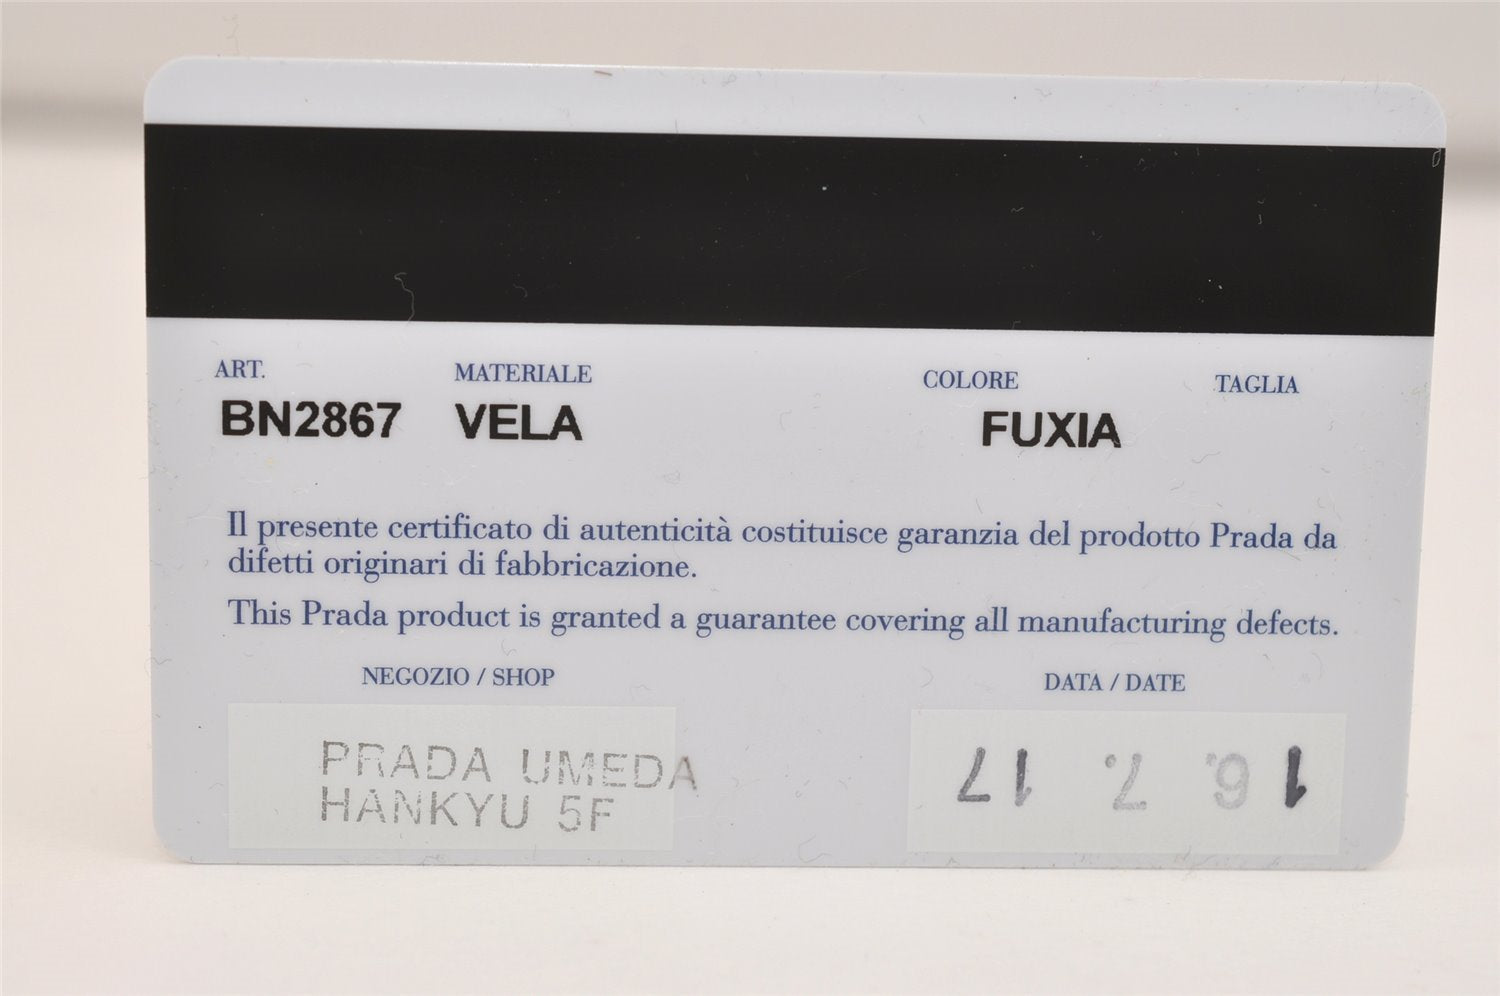 ART. MATERIALE COLORE TAGLIA
BN2867 VELA FUXIA
Il presente certificato di autenticità costituisce garanzia del prodotto Prada da
difetti originari di fabbricazione.
This Prada product is granted a guarantee covering all manufacturing defects.
NEGOZIO / SHOP DATA / DATE
PRADA UMEDA
HANKYU 5F
16. 7. 17